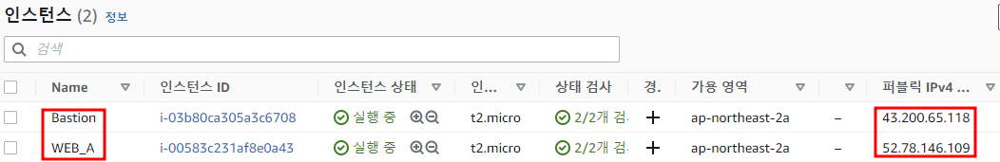 인스턴스 (2) 정보
검색
Name 인스턴스 ID 인스턴스 상태 인... 상태 검사 경. 가용 영역 퍼블릭 IPv4 ...
Bastion i-03b80ca305a3c6708 실행 중 t2.micro 2/2개 검 + ap-northeast-2a – 43.200.65.118
WEB_A i-00583c231af8e0a43 실행 중 t2.micro 2/2개 검 + ap-northeast-2a – 52.78.146.109